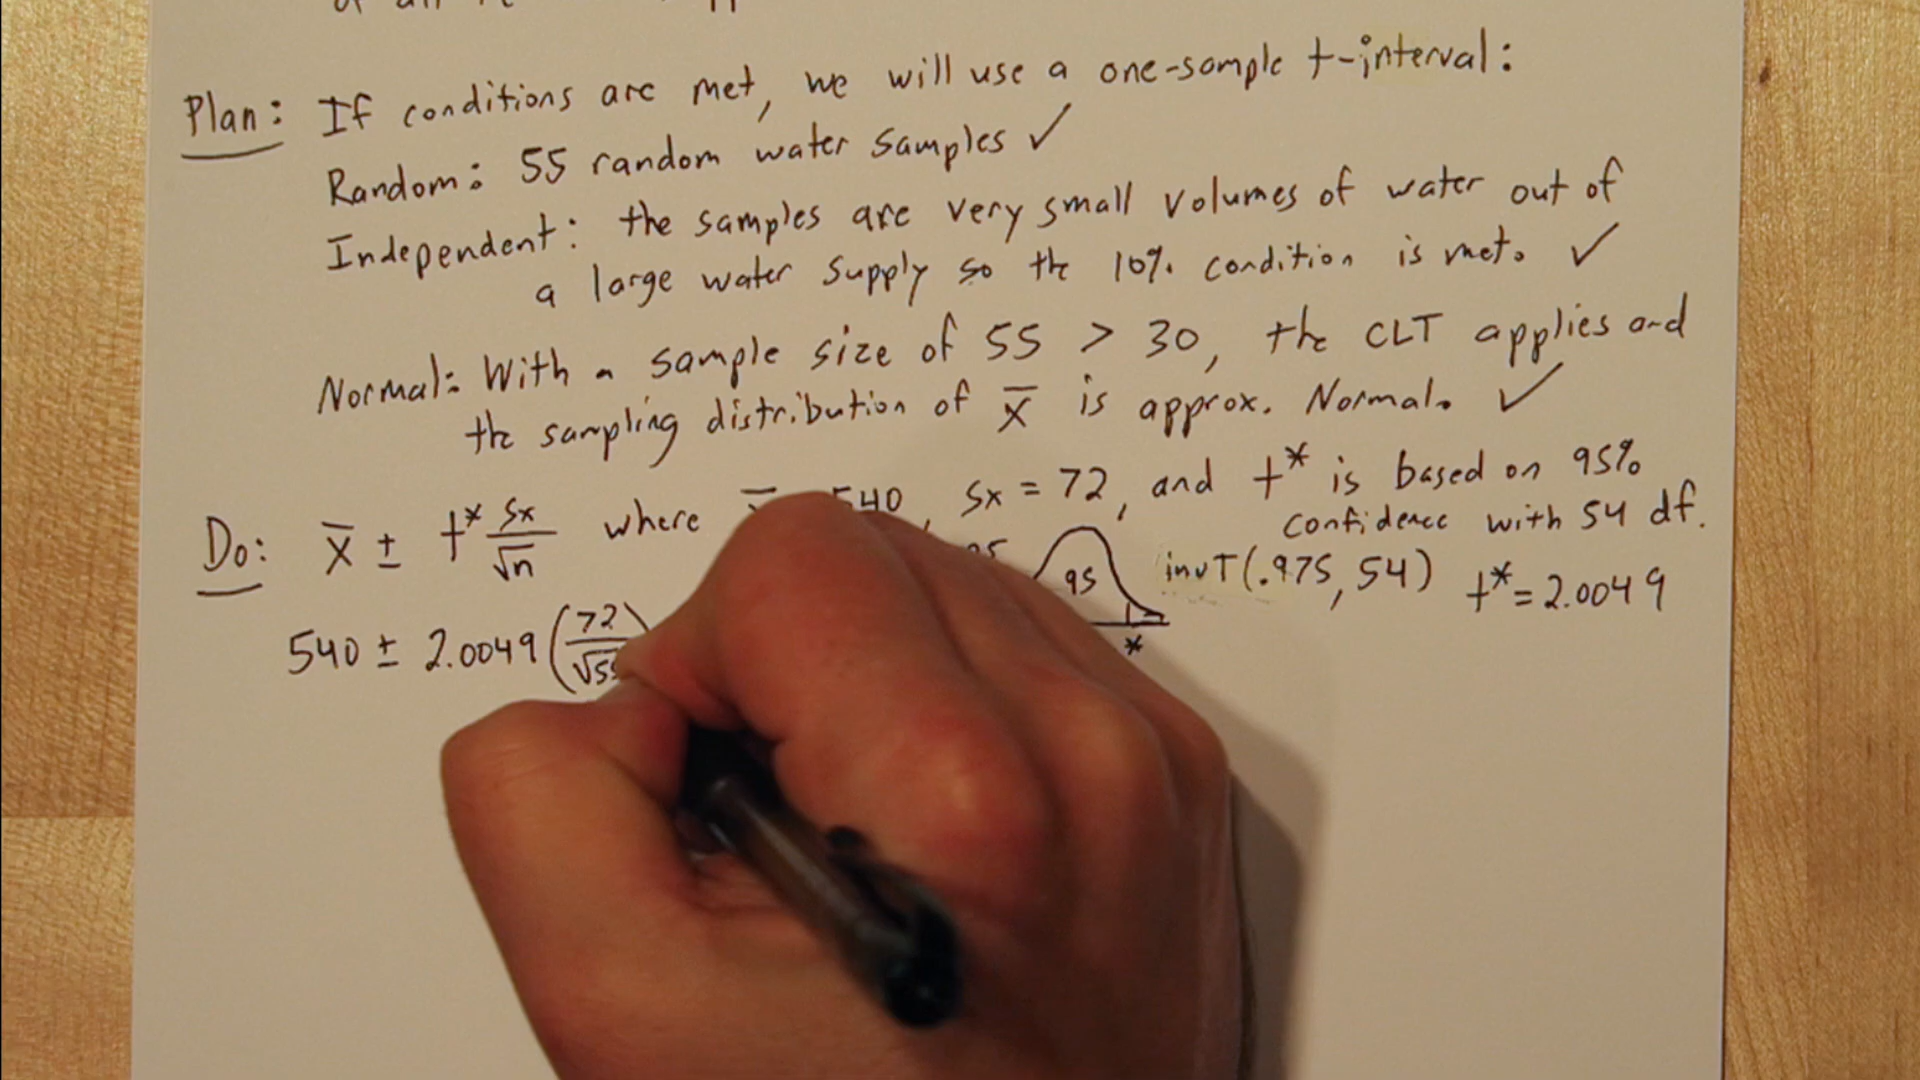 Plan: If conditions are met, we will use a one-sample t-interval:
Random: 55 random water samples ✓
Independent: the samples are very small volumes of water out of
a large water supply so the 10% condition is met. ✓
Normal: With a sample size of 55 > 30, the CLT applies and
the sampling distribution of x̄ is approx. Normal. ✓
Do: x̄ ± t* sx/√n where 540, sx = 72, and t* is based on 95%
confidence with 54 df.
95 invT(.975, 54) t* = 2.0049
*
540 ± 2.0049 (72/√55